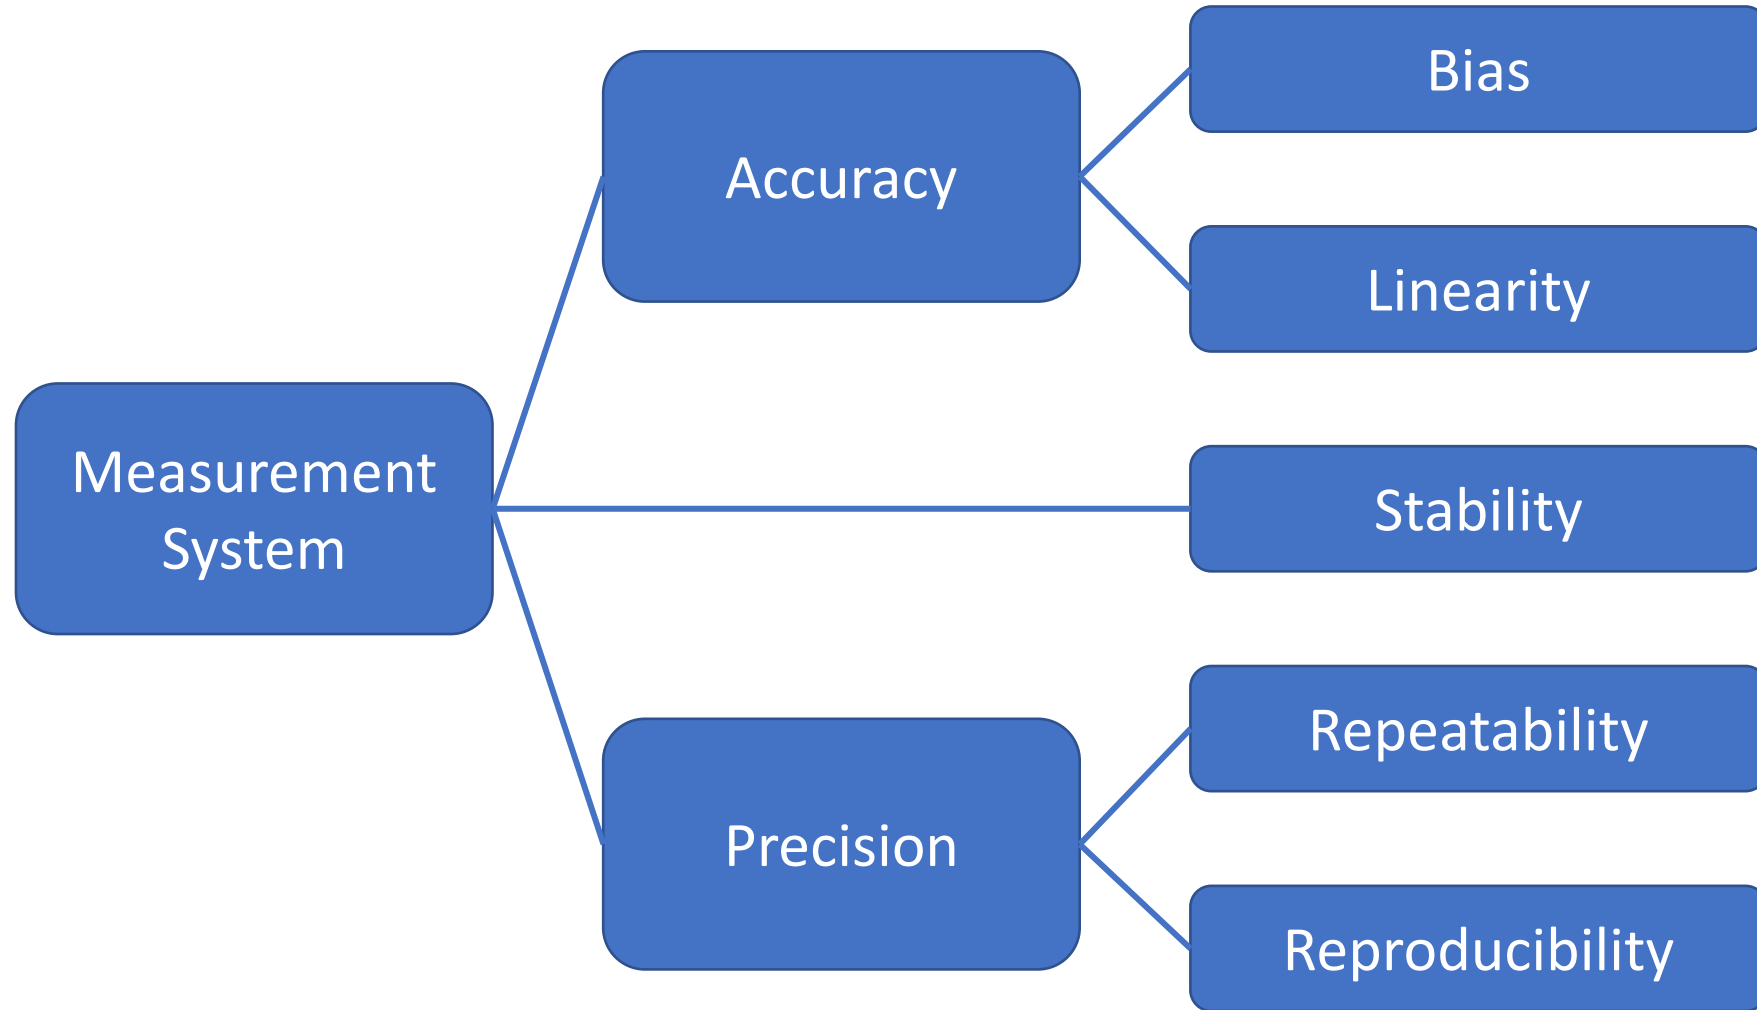 Bias
Accuracy
Linearity
Measurement
System
Stability
Repeatability
Precision
Reproducibility